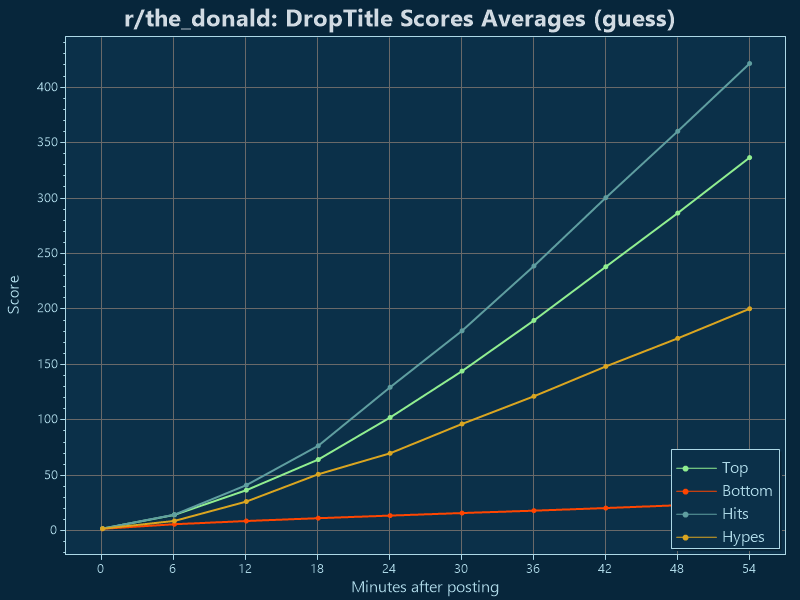 r/the_donald: DropTitle Scores Averages (guess)
Score
400
350
300
250
200
150
100
50
0
Top
Bottom
Hits
Hypes
0 6 12 18 24 30 36 42 48 54
Minutes after posting